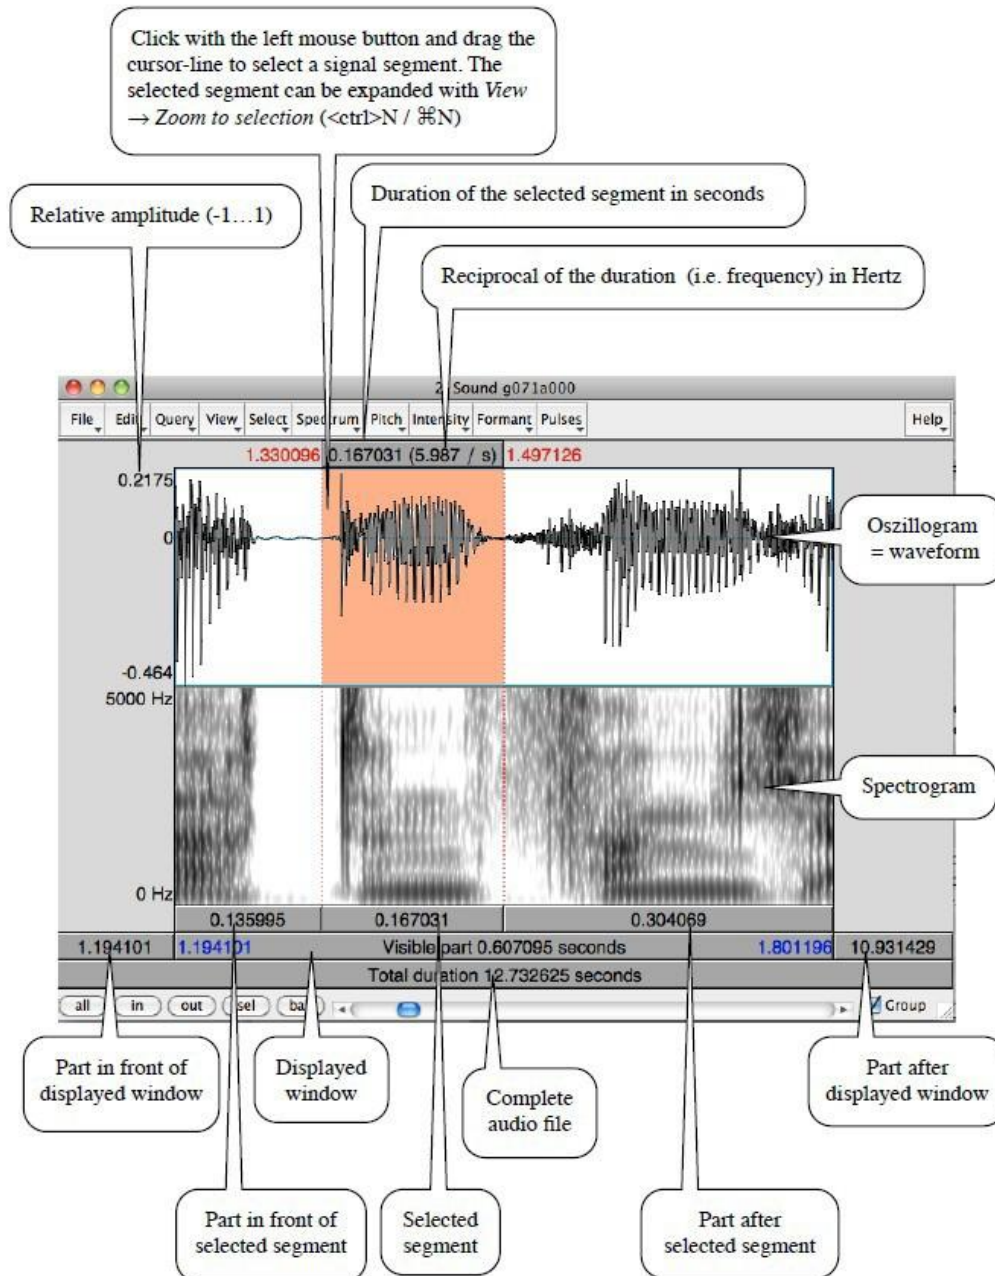 Click with the left mouse button and drag the
cursor-line to select a signal segment. The
selected segment can be expanded with View
→ Zoom to selection (<ctrl>N / ⌘N)
Duration of the selected segment in seconds
Relative amplitude (-1…1)
Reciprocal of the duration (i.e. frequency) in Hertz
2. Sound g071a000
File Edit Query View Select Spectrum Pitch Intensity Formant Pulses Help
1.330096 0.167031 (5.987 / s) 1.497126
0.2175
0
Oszillogram
= waveform
-0.464
5000 Hz
Spectrogram
0 Hz
0.135995 0.167031 0.304069
1.194101 1.194101 Visible part 0.607095 seconds 1.801196 10.931429
Total duration 12.732625 seconds
all in out sel Group
Part in front of
displayed window
Displayed
window
Complete
audio file
Part after
displayed window
Part in front of
selected segment
Selected
segment
Part after
selected segment